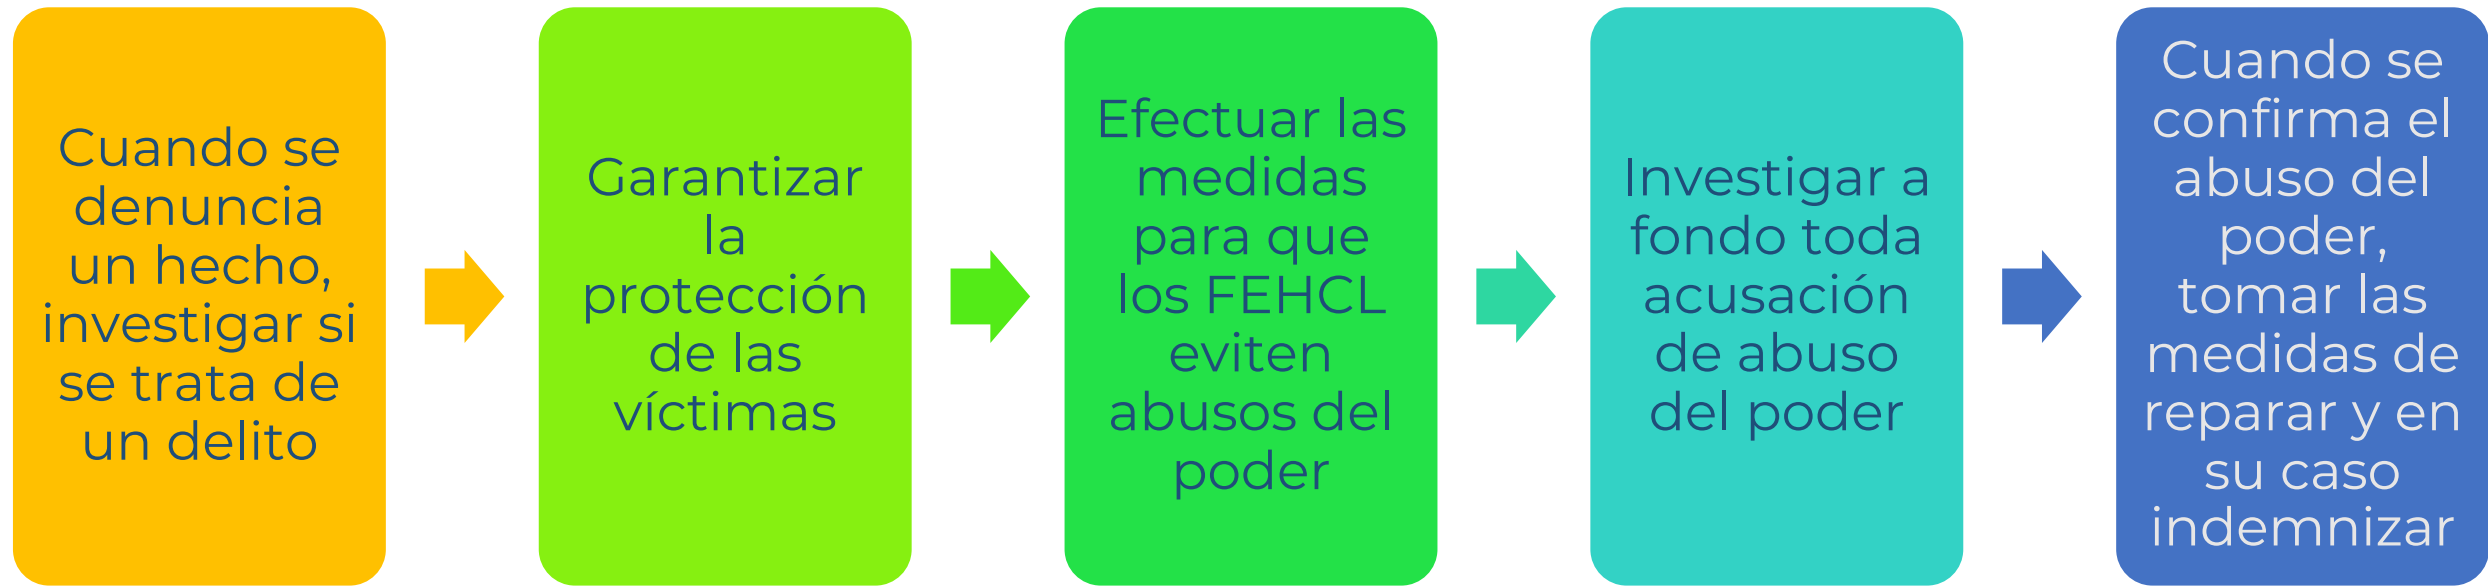 Cuando se
denuncia
un hecho,
investigar si
se trata de
un delito
Garantizar
la
protección
de las
víctimas
Efectuar las
medidas
para que
los FEHCL
eviten
abusos del
poder
Investigar a
fondo toda
acusación
de abuso
del poder
Cuando se
confirma el
abuso del
poder,
tomar las
medidas de
reparar y en
su caso
indemnizar